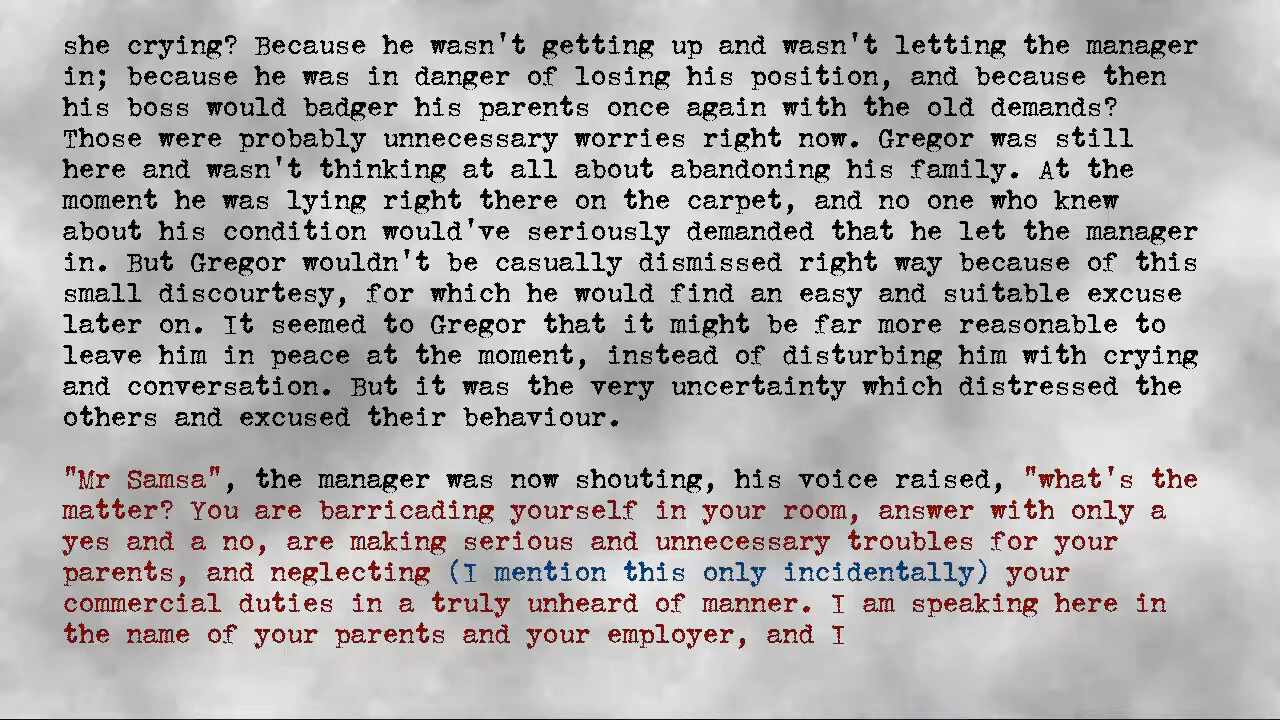 she crying? Because he wasn't getting up and wasn't letting the manager
in; because he was in danger of losing his position, and because then
his boss would badger his parents once again with the old demands?
Those were probably unnecessary worries right now. Gregor was still
here and wasn't thinking at all about abandoning his family. At the
moment he was lying right there on the carpet, and no one who knew
about his condition would've seriously demanded that he let the manager
in. But Gregor wouldn't be casually dismissed right way because of this
small discourtesy, for which he would find an easy and suitable excuse
later on. It seemed to Gregor that it might be far more reasonable to
leave him in peace at the moment, instead of disturbing him with crying
and conversation. But it was the very uncertainty which distressed the
others and excused their behaviour.
"Mr Samsa", the manager was now shouting, his voice raised, "what's the
matter? You are barricading yourself in your room, answer with only a
yes and a no, are making serious and unnecessary troubles for your
parents, and neglecting (I mention this only incidentally) your
commercial duties in a truly unheard of manner. I am speaking here in
the name of your parents and your employer, and I